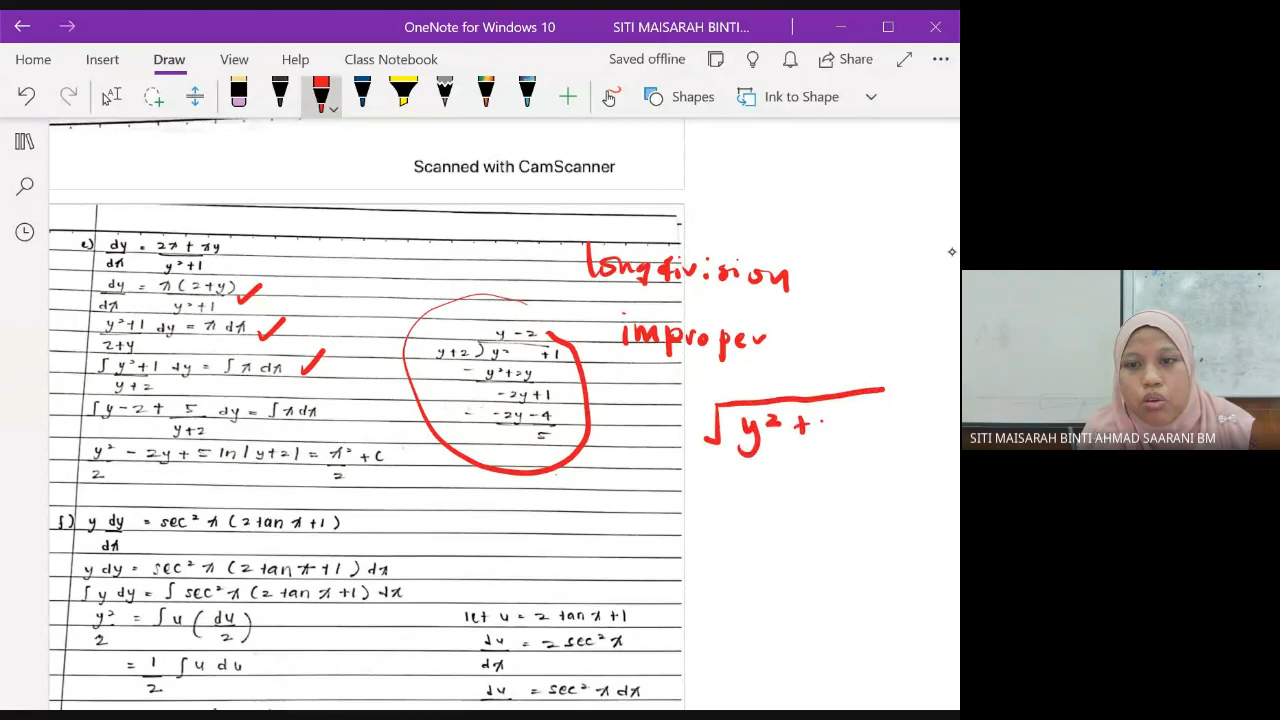 OneNote for Windows 10
SITI MAISARAH BINTI...
Home Insert Draw View Help Class Notebook
Saved offline
Share
Shapes
Ink to Shape
Scanned with CamScanner
e) dy/dx = (2x + xy)/(y² + 1)
dy/dx = x(2+y)/(y²+1)
(y²+1)/(2+y) dy = x dx
∫ (y²+1)/(y+2) dy = ∫ x dx
∫ y - 2 + 5/(y+2) dy = ∫ x dx
y²/2 - 2y + 5 ln|y+2| = x²/2 + c
y - 2
y+2 ) y² +1
- y²+2y
-2y+1
- -2y-4
5
long division
improper
√ y² +
f) y dy/dx = sec² x (2 tan x + 1)
y dy = sec² x (2 tan x + 1) dx
∫ y dy = ∫ sec² x (2 tan x + 1) dx
y²/2 = ∫ u (du/2)
= 1/2 ∫ u du
let u = 2 tan x + 1
du/dx = 2 sec² x
du = sec² x dx
SITI MAISARAH BINTI AHMAD SAARANI BM